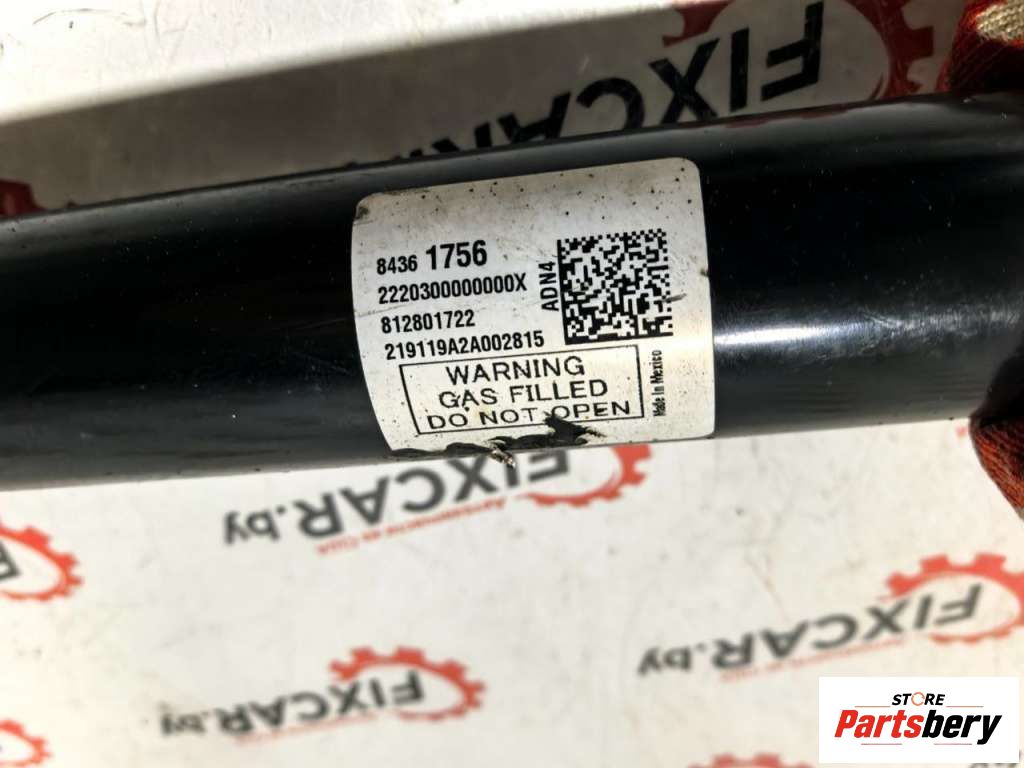 FIXCAR.by
8436 1756
2220300000000X
812801722
219119A2A002815
ADN4
WARNING
GAS FILLED
DO NOT OPEN
Made In Mexico
FIXCAR.by
FIXCAR.by
FIXCAR.by
STORE
Partsbery